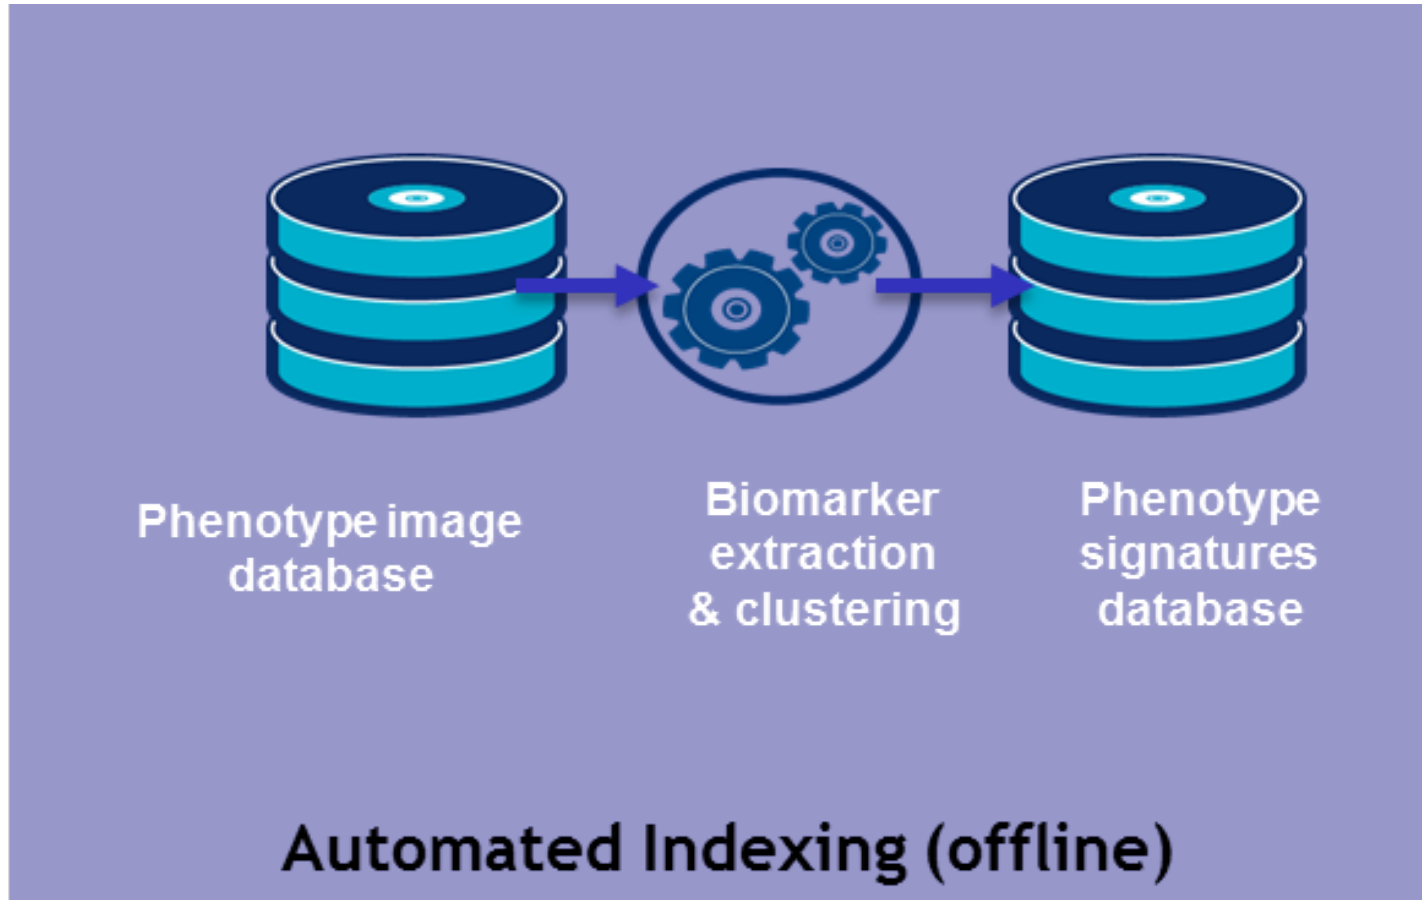 Phenotype image
database
Biomarker
extraction
& clustering
Phenotype
signatures
database
Automated Indexing (offline)